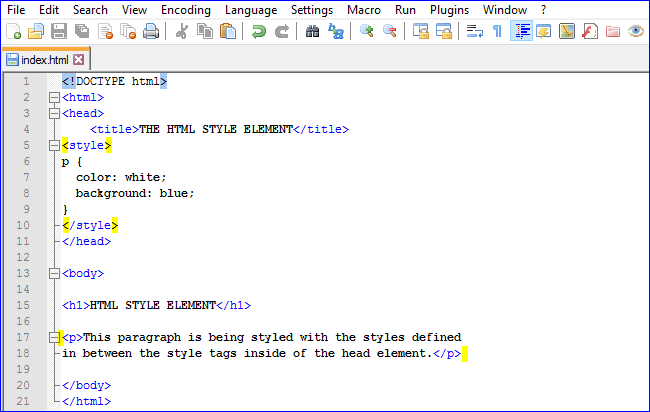 File Edit Search View Encoding Language Settings Macro Run Plugins Window ?
index.html
1 <!DOCTYPE html>
2 <html>
3 <head>
4     <title>THE HTML STYLE ELEMENT</title>
5 <style>
6 p {
7   color: white;
8   background: blue;
9 }
10 </style>
11 </head>
12
13 <body>
14
15 <h1>HTML STYLE ELEMENT</h1>
16
17 <p>This paragraph is being styled with the styles defined
18 in between the style tags inside of the head element.</p>
19
20 </body>
21 </html>